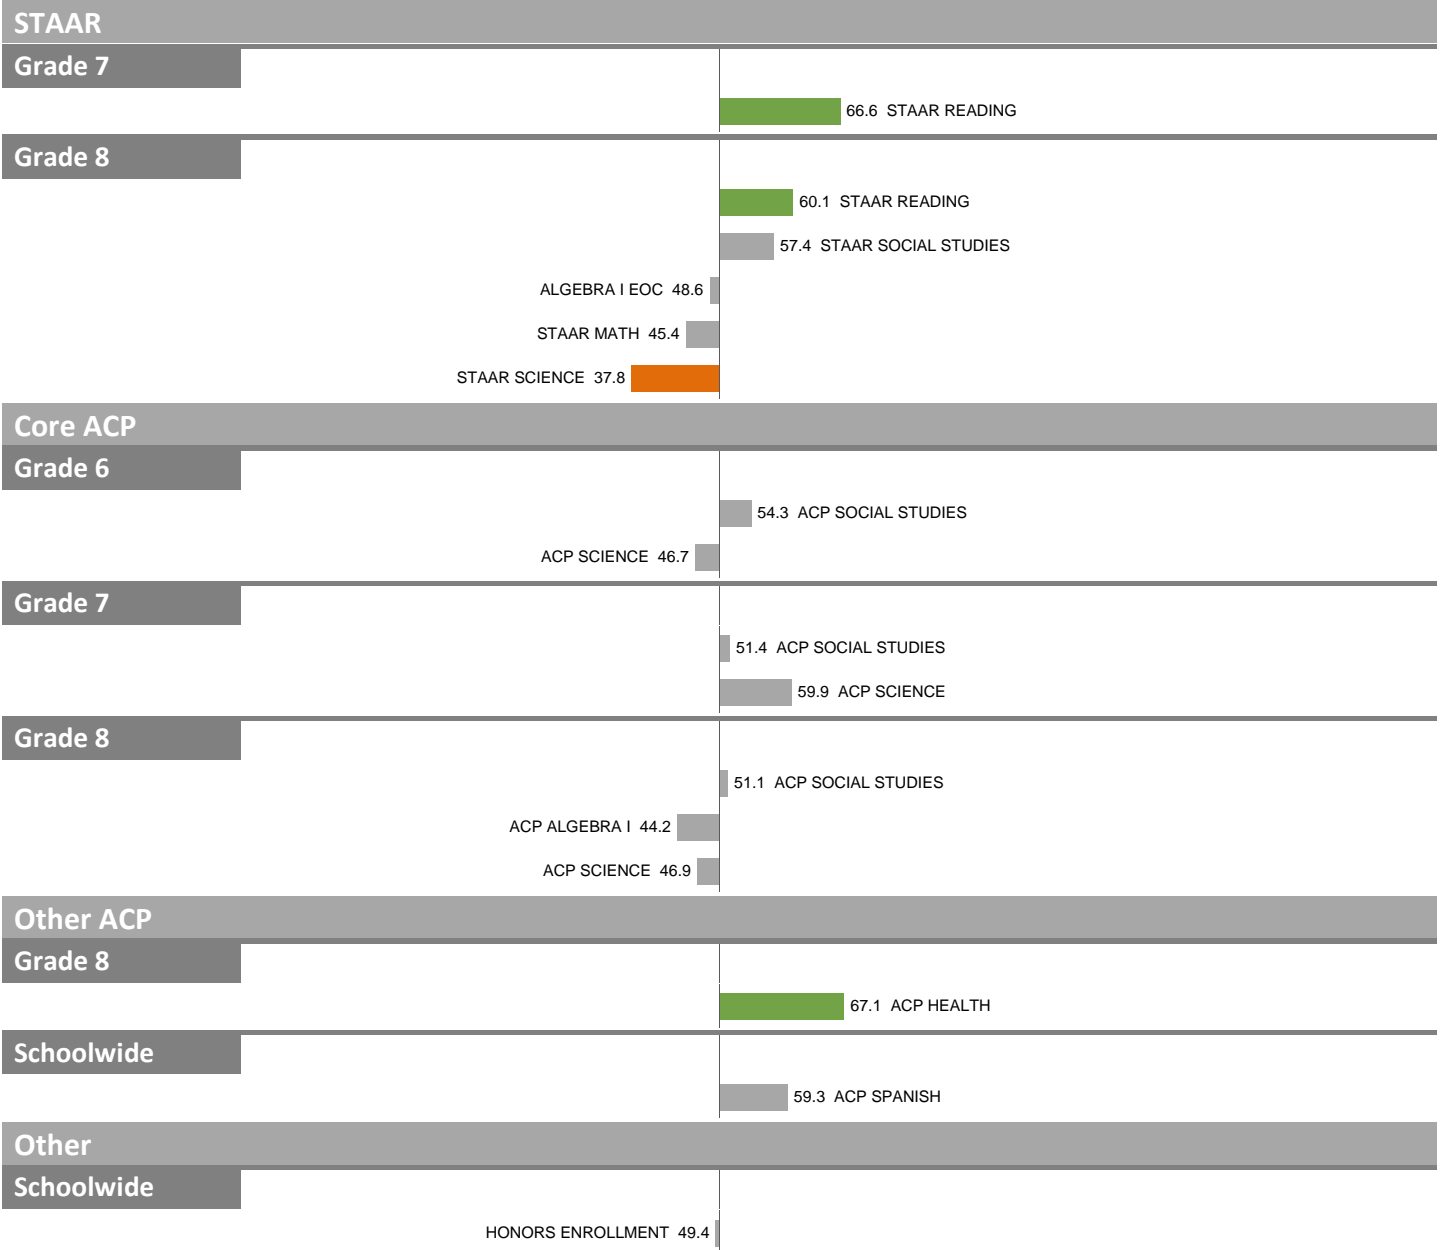 STAAR
Grade 7
66.6 STAAR READING
Grade 8
60.1 STAAR READING
57.4 STAAR SOCIAL STUDIES
ALGEBRA I EOC 48.6
STAAR MATH 45.4
STAAR SCIENCE 37.8
Core ACP
Grade 6
54.3 ACP SOCIAL STUDIES
ACP SCIENCE 46.7
Grade 7
51.4 ACP SOCIAL STUDIES
59.9 ACP SCIENCE
Grade 8
51.1 ACP SOCIAL STUDIES
ACP ALGEBRA I 44.2
ACP SCIENCE 46.9
Other ACP
Grade 8
67.1 ACP HEALTH
Schoolwide
59.3 ACP SPANISH
Other
Schoolwide
HONORS ENROLLMENT 49.4